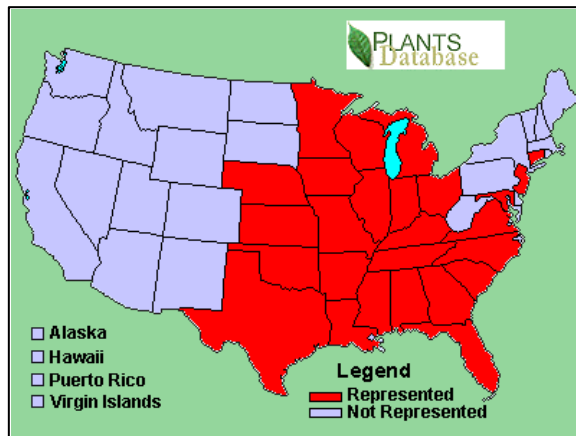 PLANTS
Database
Alaska
Hawaii
Puerto Rico
Virgin Islands
Legend
Represented
Not Represented